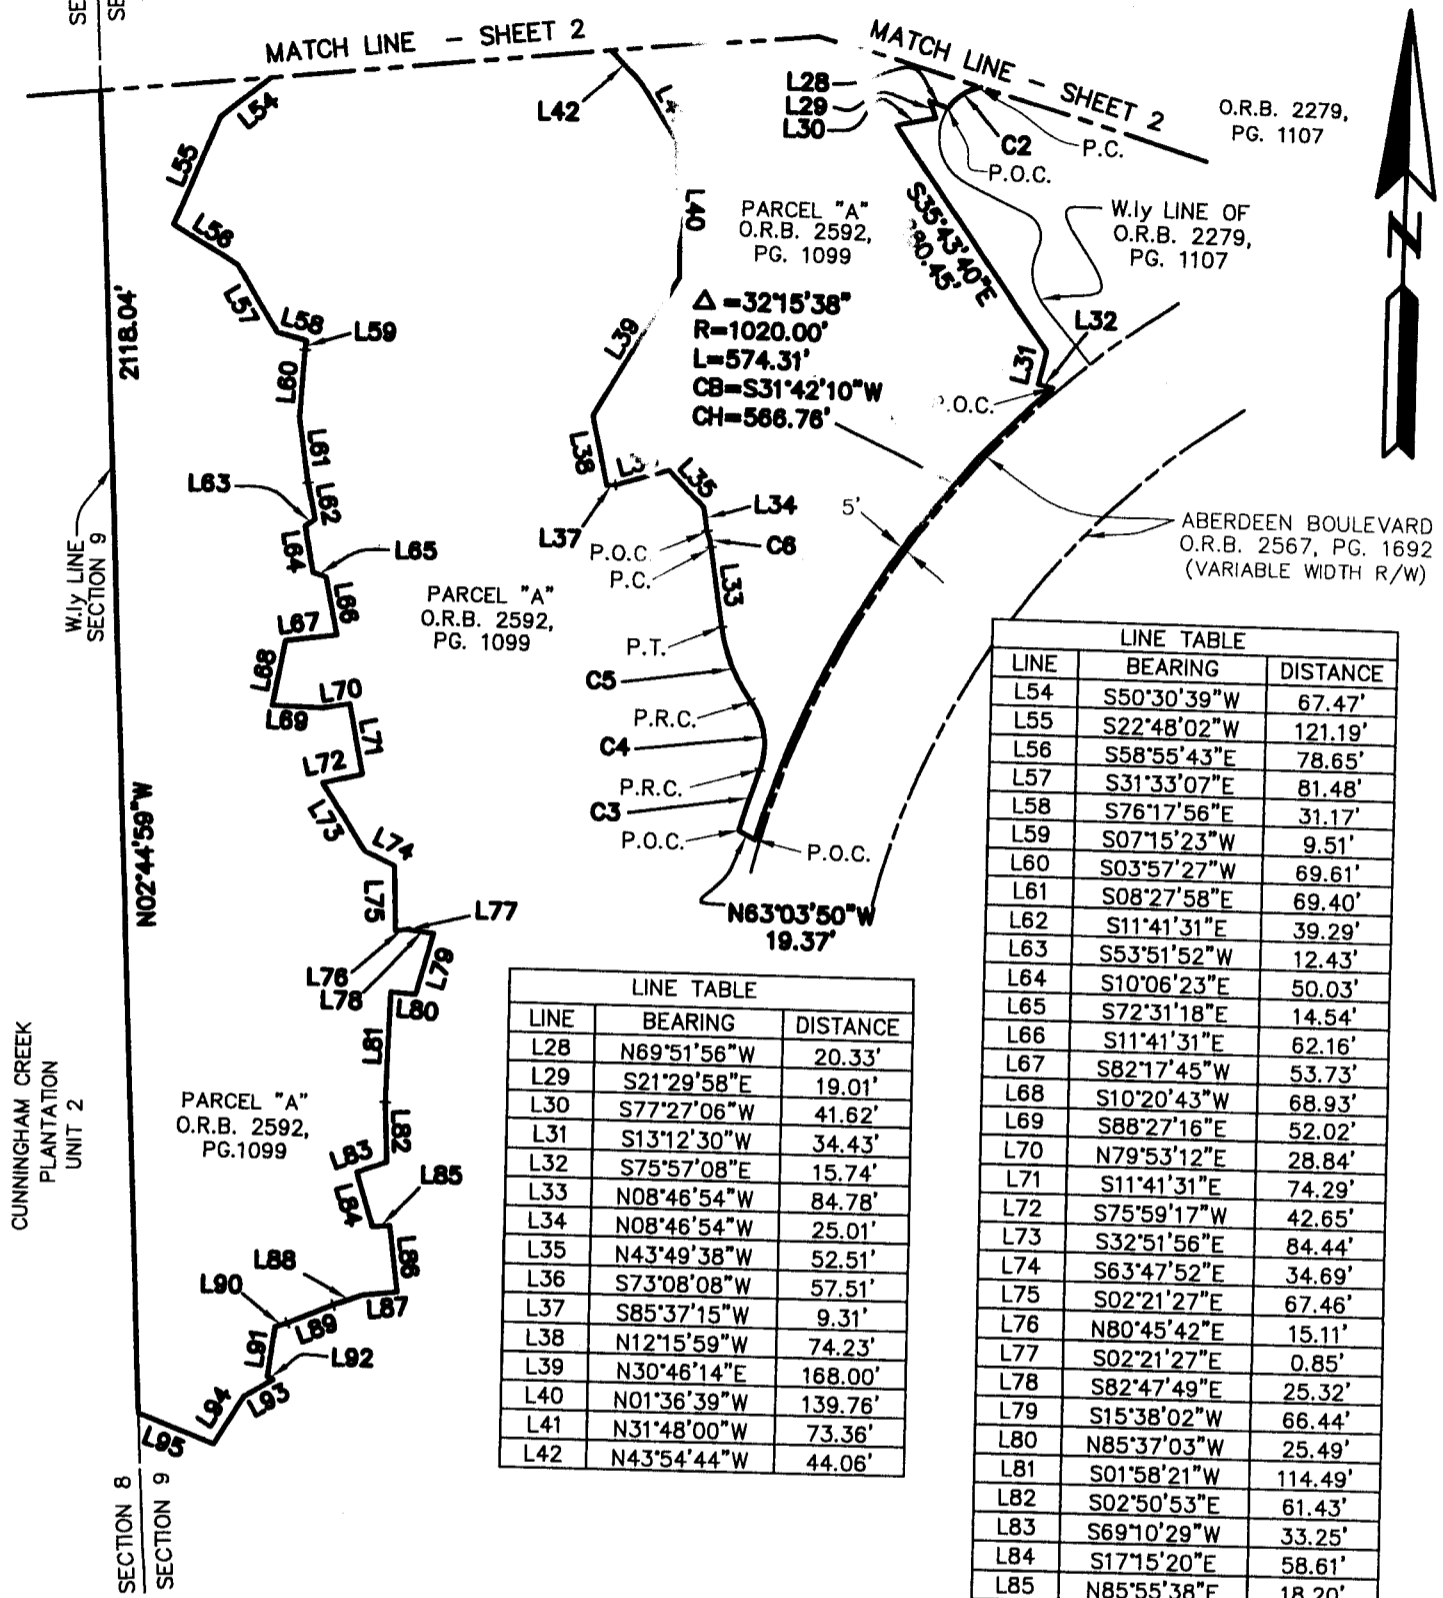 SE
SE
MATCH LINE - SHEET 2
MATCH LINE - SHEET 2
L54
L42
L28
L29
L30
C2
P.C.
P.O.C.
O.R.B. 2279,
PG. 1107
N
L55
L40
PARCEL "A"
O.R.B. 2592,
PG. 1099
S35°43'40"E
W.ly LINE OF
O.R.B. 2279,
PG. 1107
L56
L57
L58
L59
L60
2118.04'
L39
Δ =32°15'38"
R=1020.00'
L=574.31'
CB=S31°42'10"W
CH=566.76'
L32
L31
P.O.C.
L38
L35
L34
L37
P.O.C.
P.C.
C6
L33
5'
ABERDEEN BOULEVARD
O.R.B. 2567, PG. 1692
(VARIABLE WIDTH R/W)
L61
L62
L63
L64
L65
L66
L67
L68
L69
L70
L71
L72
L73
L74
L75
W.ly LINE
SECTION 9
PARCEL "A"
O.R.B. 2592,
PG. 1099
P.T.
C5
P.R.C.
C4
P.R.C.
C3
P.O.C.
P.O.C.
N63°03'50"W
19.37'
N02°44'59"W
L77
L76
L78
L79
L80
L81
L82
L83
L84
L85
L86
L87
L88
L89
L90
L91
L92
L93
L94
L95
PARCEL "A"
O.R.B. 2592,
PG.1099
CUNNINGHAM CREEK
PLANTATION
UNIT 2
SECTION 8
SECTION 9
LINE TABLE
LINE BEARING DISTANCE
L28 N69°51'56"W 20.33'
L29 S21°29'58"E 19.01'
L30 S77°27'06"W 41.62'
L31 S13°12'30"W 34.43'
L32 S75°57'08"E 15.74'
L33 N08°46'54"W 84.78'
L34 N08°46'54"W 25.01'
L35 N43°49'38"W 52.51'
L36 S73°08'08"W 57.51'
L37 S85°37'15"W 9.31'
L38 N12°15'59"W 74.23'
L39 N30°46'14"E 168.00'
L40 N01°36'39"W 139.76'
L41 N31°48'00"W 73.36'
L42 N43°54'44"W 44.06'
LINE TABLE
LINE BEARING DISTANCE
L54 S50°30'39"W 67.47'
L55 S22°48'02"W 121.19'
L56 S58°55'43"E 78.65'
L57 S31°33'07"E 81.48'
L58 S76°17'56"E 31.17'
L59 S07°15'23"W 9.51'
L60 S03°57'27"W 69.61'
L61 S08°27'58"E 69.40'
L62 S11°41'31"E 39.29'
L63 S53°51'52"W 12.43'
L64 S10°06'23"E 50.03'
L65 S72°31'18"E 14.54'
L66 S11°41'31"E 62.16'
L67 S82°17'45"W 53.73'
L68 S10°20'43"W 68.93'
L69 S88°27'16"E 52.02'
L70 N79°53'12"E 28.84'
L71 S11°41'31"E 74.29'
L72 S75°59'17"W 42.65'
L73 S32°51'56"E 84.44'
L74 S63°47'52"E 34.69'
L75 S02°21'27"E 67.46'
L76 N80°45'42"E 15.11'
L77 S02°21'27"E 0.85'
L78 S82°47'49"E 25.32'
L79 S15°38'02"W 66.44'
L80 N85°37'03"W 25.49'
L81 S01°58'21"W 114.49'
L82 S02°50'53"E 61.43'
L83 S69°10'29"W 33.25'
L84 S17°15'20"E 58.61'
L85 N85°55'38"E 18.20'